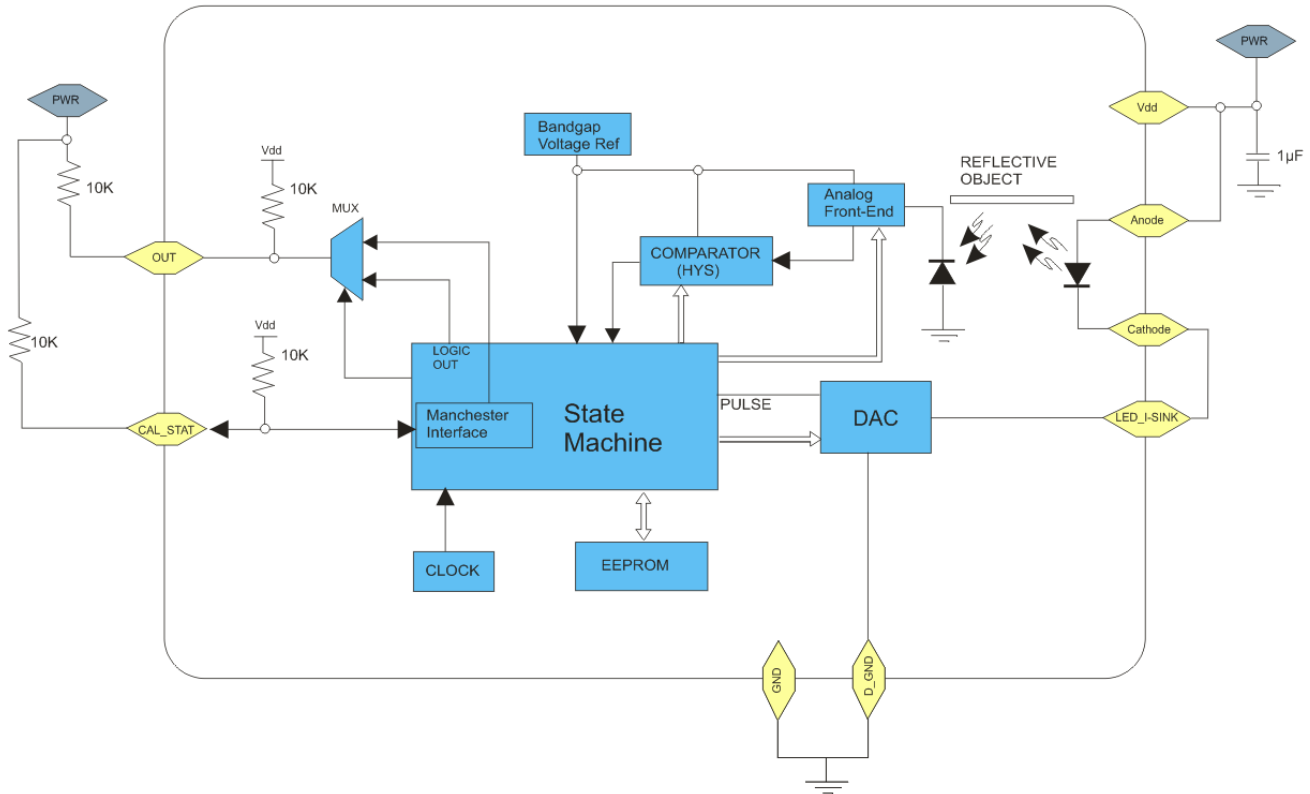 PWR
PWR
Vdd
Bandgap
Voltage Ref
1µF
Vdd
REFLECTIVE
OBJECT
10K
10K
MUX
Analog
Front-End
Anode
OUT
COMPARATOR
(HYS)
Vdd
Cathode
10K
10K
LOGIC
OUT
PULSE
CAL_STAT
Manchester
Interface
State
Machine
DAC
LED_I-SINK
CLOCK
EEPROM
GND
D_GND